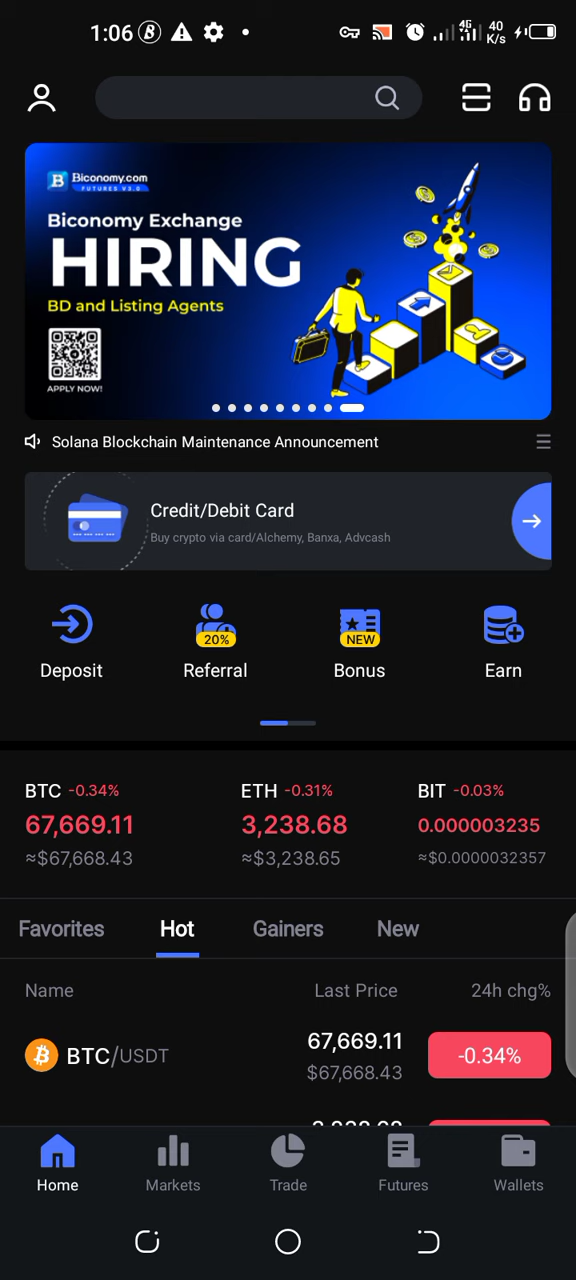 1:06
4G
40
K/s
Biconomy.com
FUTURES V3.0
Biconomy Exchange
HIRING
BD and Listing Agents
APPLY NOW!
Solana Blockchain Maintenance Announcement
Credit/Debit Card
Buy crypto via card/Alchemy, Banxa, Advcash
20%
NEW
Deposit
Referral
Bonus
Earn
BTC -0.34%
ETH -0.31%
BIT -0.03%
67,669.11
3,238.68
0.000003235
≈$67,668.43
≈$3,238.65
≈$0.0000032357
Favorites
Hot
Gainers
New
Name
Last Price
24h chg%
BTC/USDT
67,669.11
-0.34%
$67,668.43
Home
Markets
Trade
Futures
Wallets